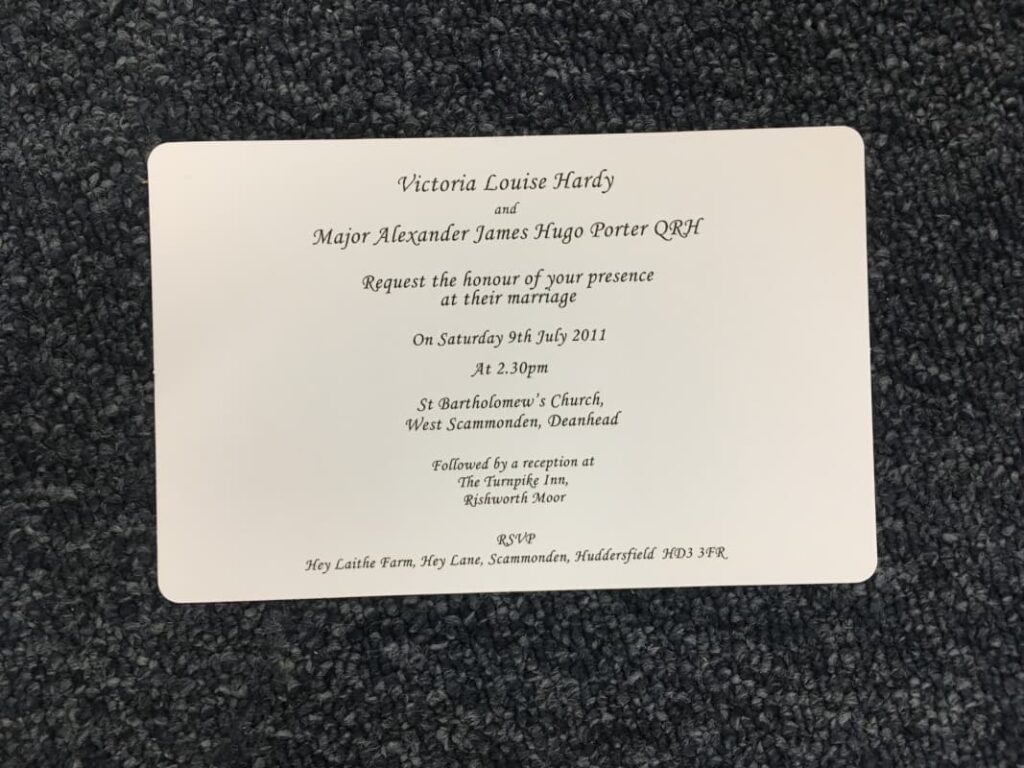 Victoria Louise Hardy
and
Major Alexander James Hugo Porter QRH
Request the honour of your presence
at their marriage
On Saturday 9th July 2011
At 2.30pm
St Bartholomew's Church,
West Scammonden, Deanhead
Followed by a reception at
The Turnpike Inn,
Rishworth Moor
RSVP
Hey Laithe Farm, Hey Lane, Scammonden, Huddersfield HD3 3FR